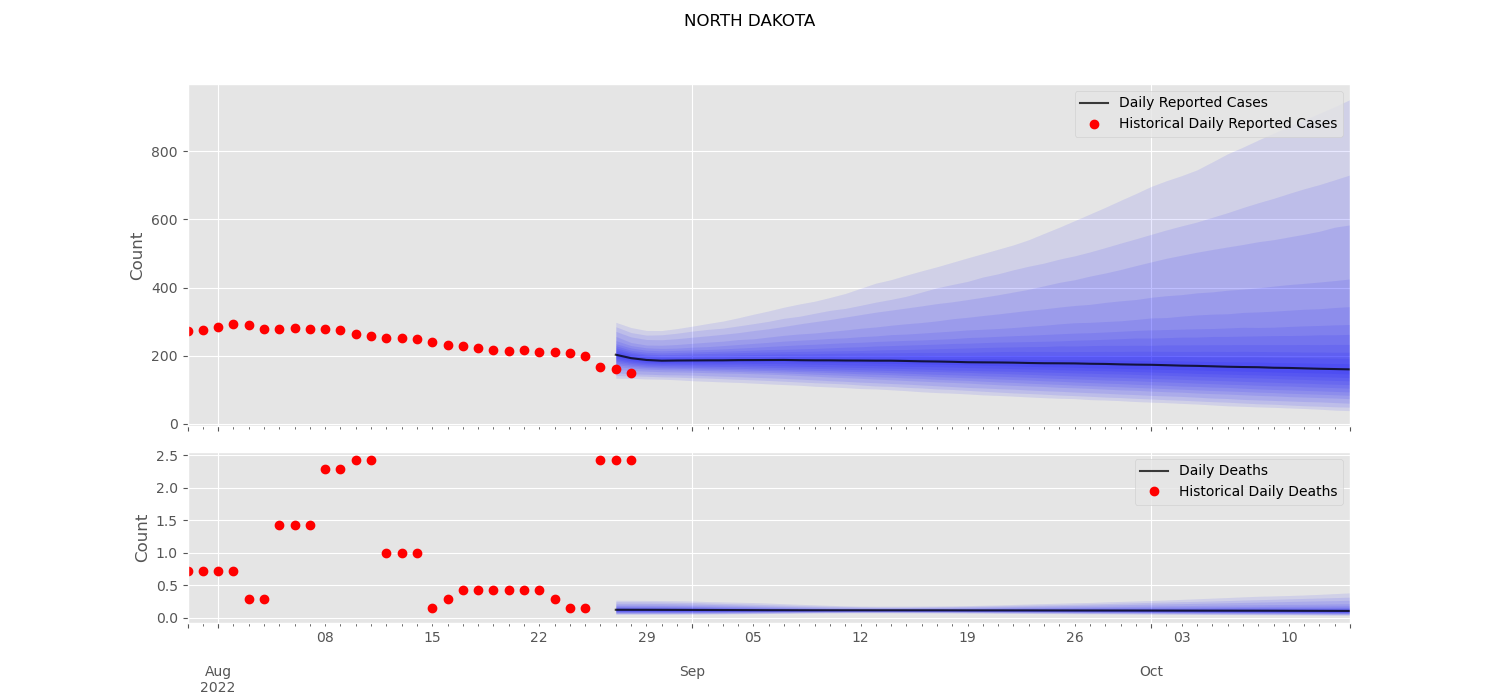 NORTH DAKOTA
Daily Reported Cases
Historical Daily Reported Cases
Count
800
600
400
200
0
Daily Deaths
Historical Daily Deaths
Count
2.5
2.0
1.5
1.0
0.5
0.0
08 15 22 29 05 12 19 26 03 10
Aug Sep Oct
2022